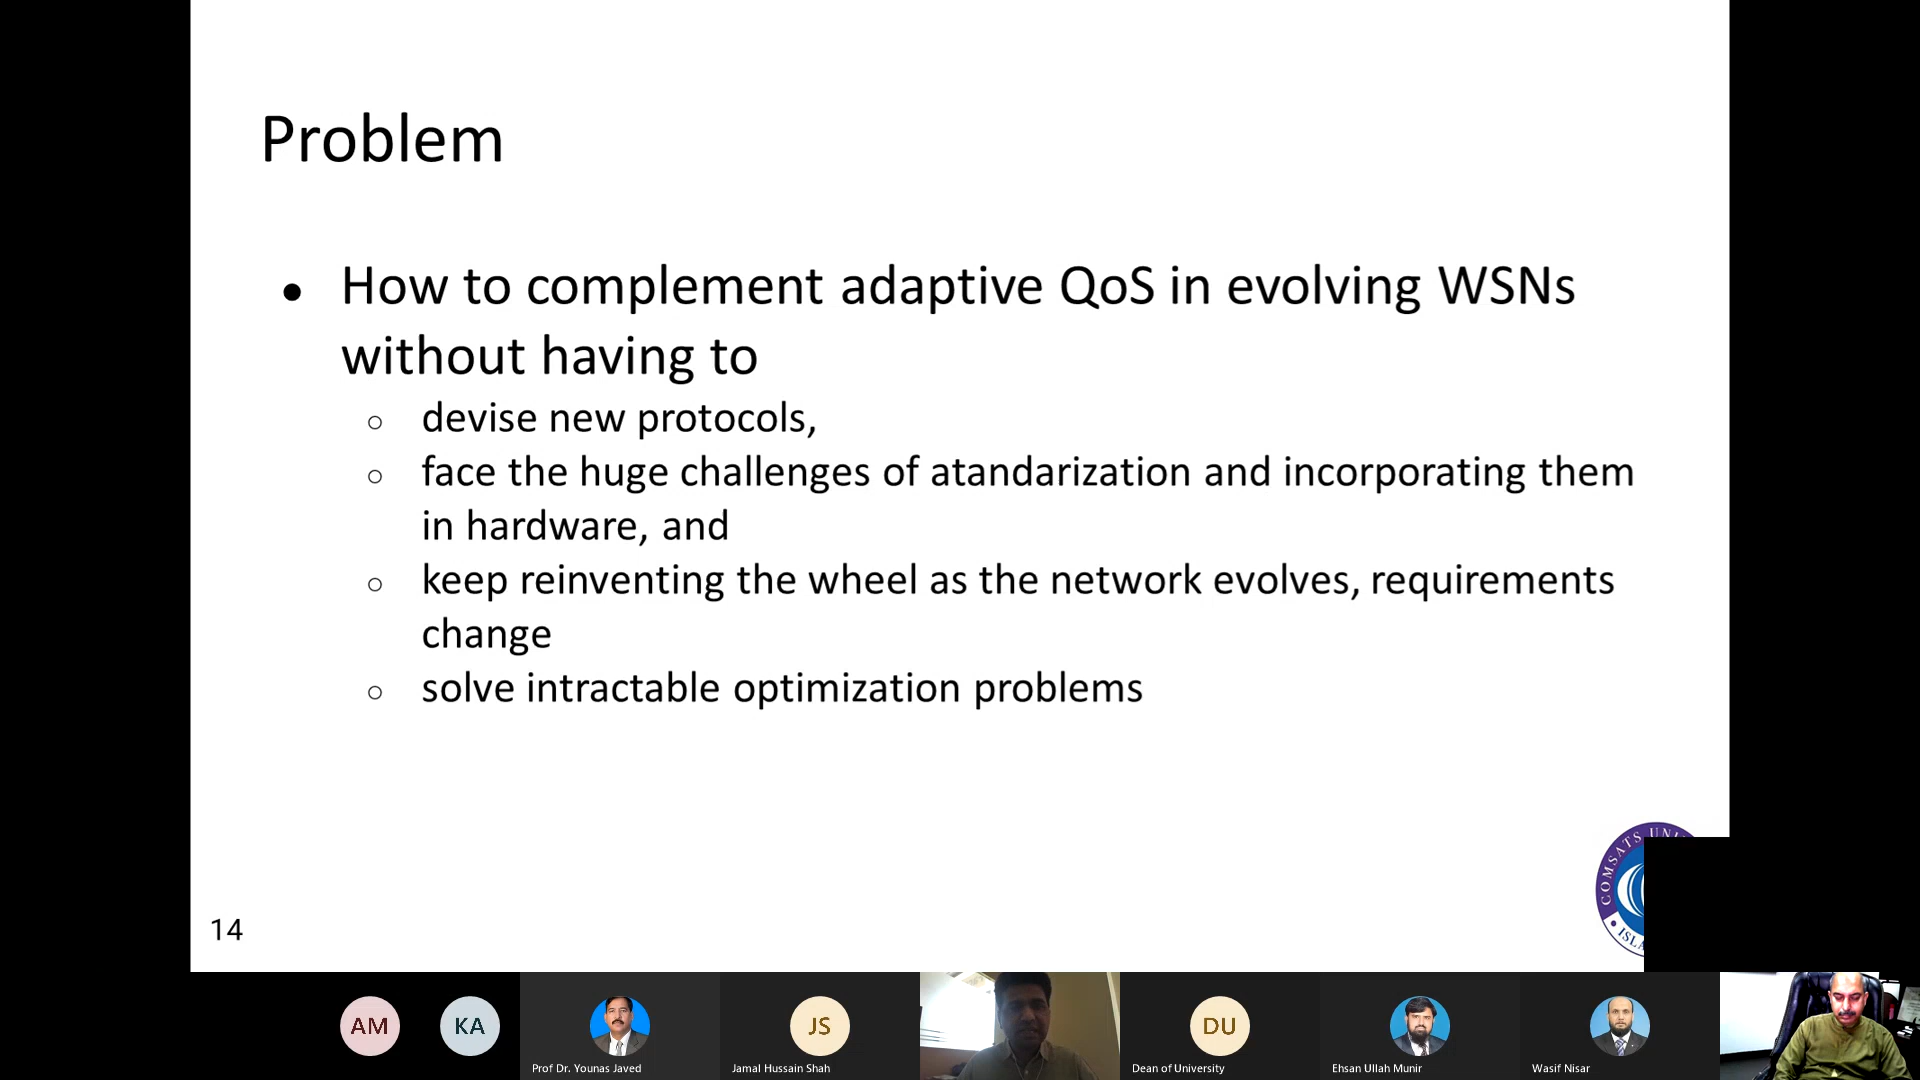 Problem
● How to complement adaptive QoS in evolving WSNs
without having to
○ devise new protocols,
○ face the huge challenges of atandarization and incorporating them
in hardware, and
○ keep reinventing the wheel as the network evolves, requirements
change
○ solve intractable optimization problems
COMSATS
14
AM
KA
JS
DU
Prof Dr. Younas Javed
Jamal Hussain Shah
Dean of University
Ehsan Ullah Munir
Wasif Nisar